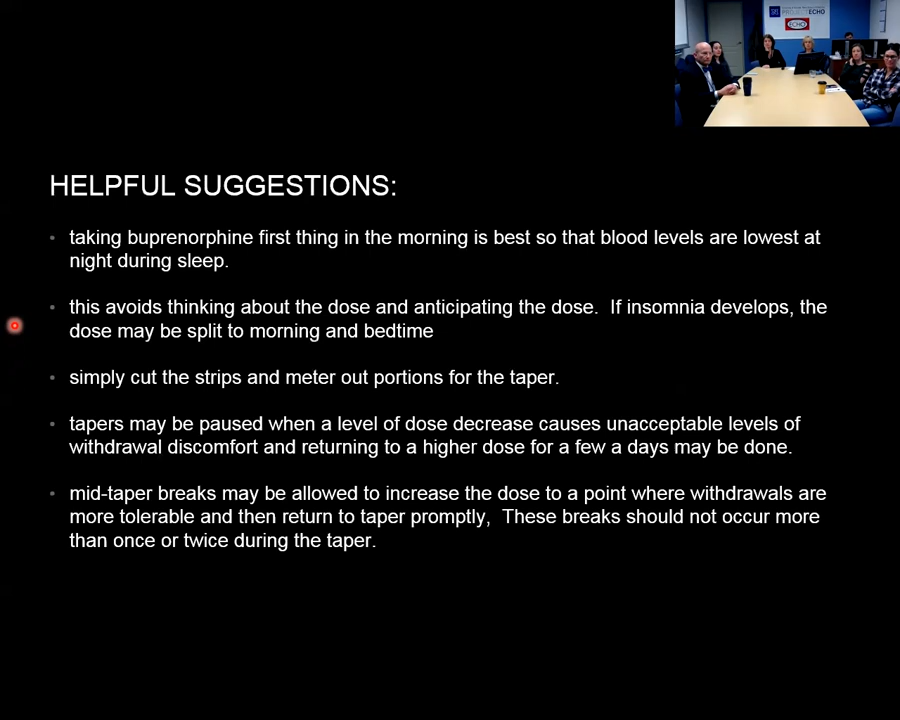 PROJECT ECHO
ECHO
HELPFUL SUGGESTIONS:
• taking buprenorphine first thing in the morning is best so that blood levels are lowest at
night during sleep.
• this avoids thinking about the dose and anticipating the dose.  If insomnia develops, the
dose may be split to morning and bedtime
• simply cut the strips and meter out portions for the taper.
• tapers may be paused when a level of dose decrease causes unacceptable levels of
withdrawal discomfort and returning to a higher dose for a few a days may be done.
• mid-taper breaks may be allowed to increase the dose to a point where withdrawals are
more tolerable and then return to taper promptly,  These breaks should not occur more
than once or twice during the taper.